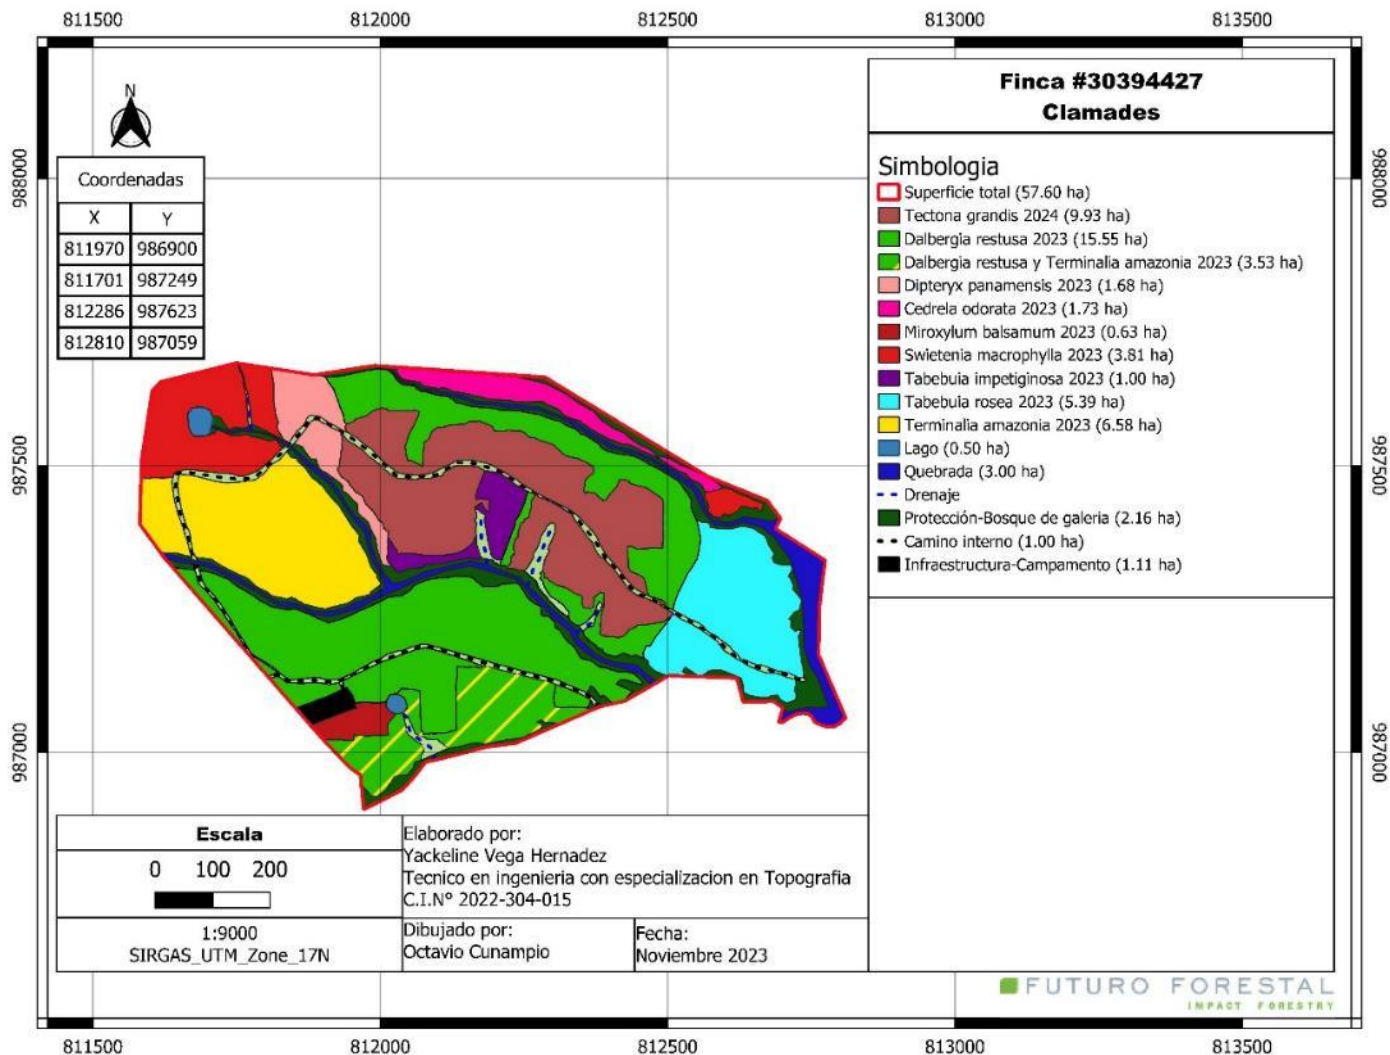 811500 812000 812500 813000 813500
Finca #30394427
Clamades
N
988000
988000
Coordenadas
X Y
811970 986900
811701 987249
812286 987623
812810 987059
Simbologia
Superficie total (57.60 ha)
Tectona grandis 2024 (9.93 ha)
Dalbergia restusa 2023 (15.55 ha)
Dalbergia restusa y Terminalia amazonia 2023 (3.53 ha)
Dipteryx panamensis 2023 (1.68 ha)
Cedrela odorata 2023 (1.73 ha)
Miroxylum balsamum 2023 (0.63 ha)
Swietenia macrophylla 2023 (3.81 ha)
Tabebuia impetiginosa 2023 (1.00 ha)
Tabebuia rosea 2023 (5.39 ha)
Terminalia amazonia 2023 (6.58 ha)
Lago (0.50 ha)
Quebrada (3.00 ha)
Drenaje
Protección-Bosque de galeria (2.16 ha)
Camino interno (1.00 ha)
Infraestructura-Campamento (1.11 ha)
987500
987500
987000
987000
Escala
0 100 200
1:9000
SIRGAS_UTM_Zone_17N
Elaborado por:
Yackeline Vega Hernadez
Tecnico en ingenieria con especializacion en Topografia
C.I.N° 2022-304-015
Dibujado por:
Octavio Cunampio
Fecha:
Noviembre 2023
FUTURO FORESTAL
IMPACT FORESTRY
811500 812000 812500 813000 813500